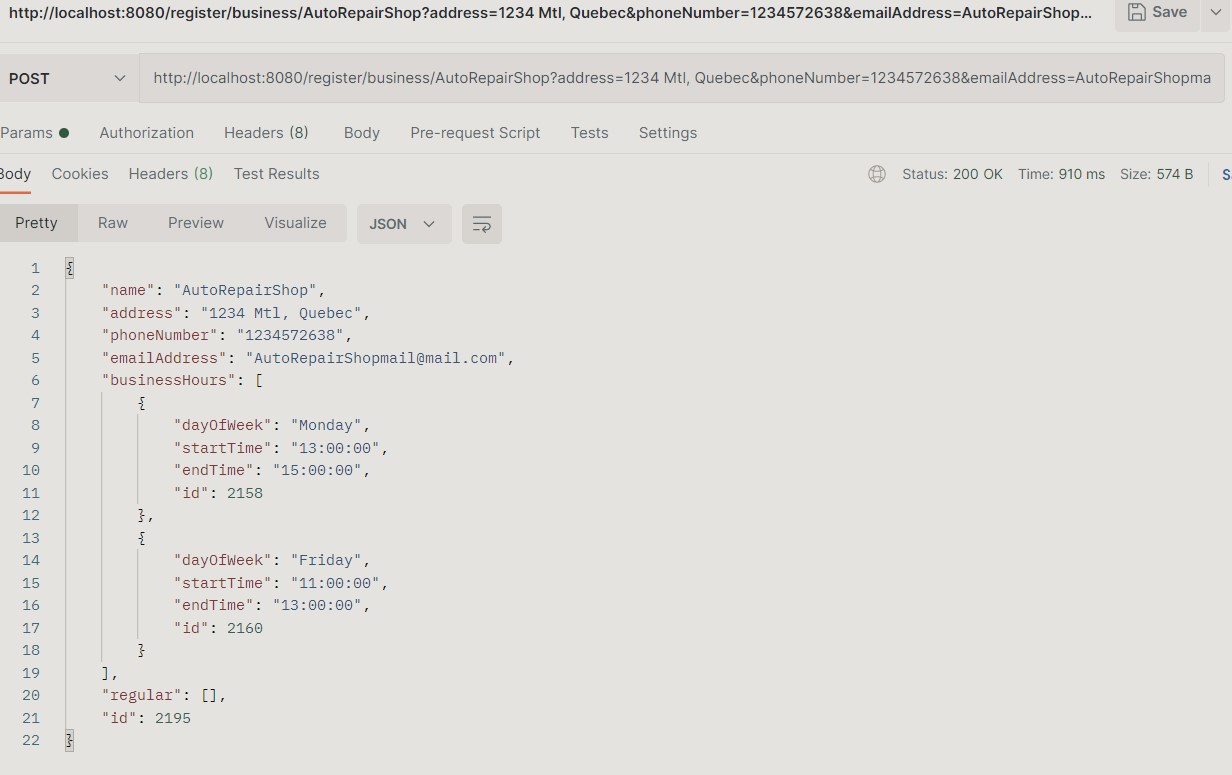 http://localhost:8080/register/business/AutoRepairShop?address=1234 Mtl, Quebec&phoneNumber=1234572638&emailAddress=AutoRepairShop...
Save
POST
http://localhost:8080/register/business/AutoRepairShop?address=1234 Mtl, Quebec&phoneNumber=1234572638&emailAddress=AutoRepairShopma
Params Authorization Headers (8) Body Pre-request Script Tests Settings
Body Cookies Headers (8) Test Results Status: 200 OK Time: 910 ms Size: 574 B S
Pretty Raw Preview Visualize JSON
1 {
2 "name": "AutoRepairShop",
3 "address": "1234 Mtl, Quebec",
4 "phoneNumber": "1234572638",
5 "emailAddress": "AutoRepairShopmail@mail.com",
6 "businessHours": [
7 {
8 "dayOfWeek": "Monday",
9 "startTime": "13:00:00",
10 "endTime": "15:00:00",
11 "id": 2158
12 },
13 {
14 "dayOfWeek": "Friday",
15 "startTime": "11:00:00",
16 "endTime": "13:00:00",
17 "id": 2160
18 }
19 ],
20 "regular": [],
21 "id": 2195
22 }